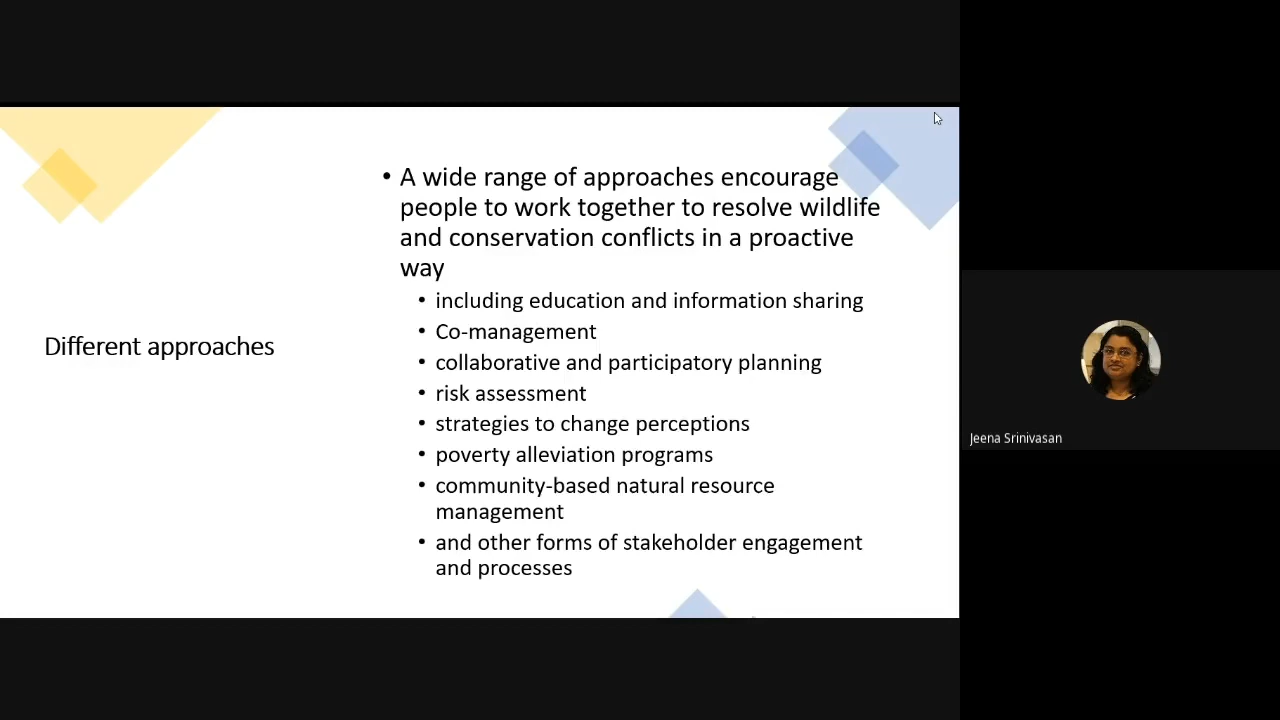 Different approaches
• A wide range of approaches encourage
people to work together to resolve wildlife
and conservation conflicts in a proactive
way
• including education and information sharing
• Co-management
• collaborative and participatory planning
• risk assessment
• strategies to change perceptions
• poverty alleviation programs
• community-based natural resource
management
• and other forms of stakeholder engagement
and processes
Jeena Srinivasan